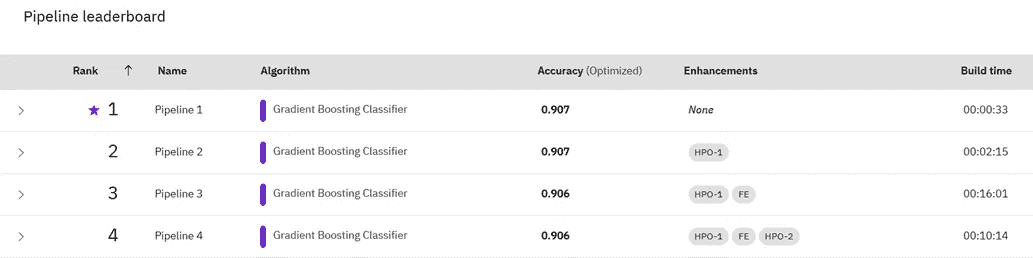 Pipeline leaderboard
Rank ↑ Name Algorithm Accuracy (Optimized) Enhancements Build time
1 Pipeline 1 Gradient Boosting Classifier 0.907 None 00:00:33
2 Pipeline 2 Gradient Boosting Classifier 0.907 HPO-1 00:02:15
3 Pipeline 3 Gradient Boosting Classifier 0.906 HPO-1 FE 00:16:01
4 Pipeline 4 Gradient Boosting Classifier 0.906 HPO-1 FE HPO-2 00:10:14